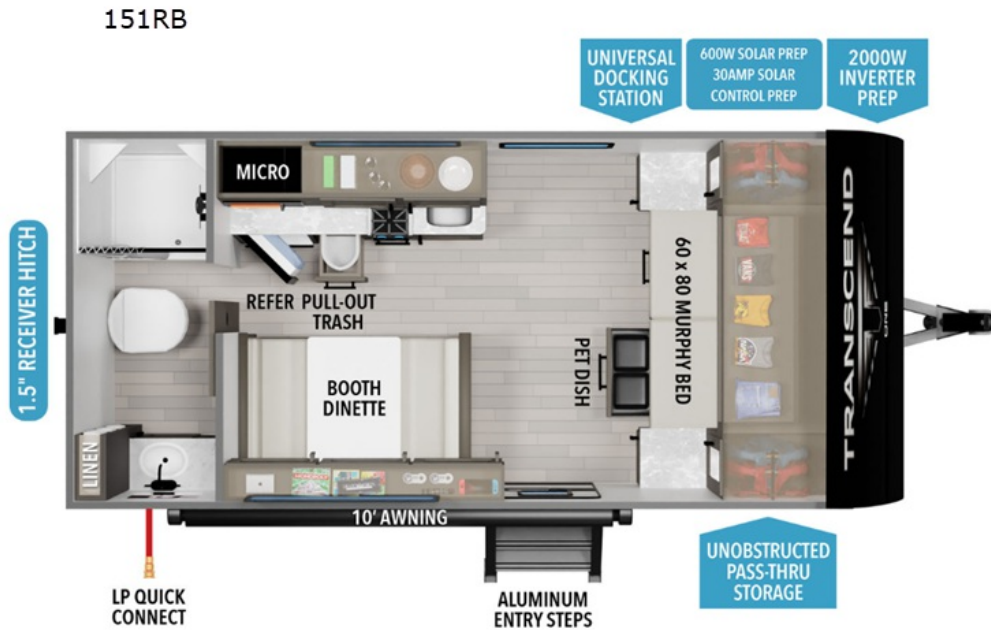 151RB
UNIVERSAL
DOCKING
STATION
600W SOLAR PREP
30AMP SOLAR
CONTROL PREP
2000W
INVERTER
PREP
MICRO
1.5" RECEIVER HITCH
REFER
PULL-OUT
TRASH
BOOTH
DINETTE
PET DISH
60 x 80 MURPHY BED
VANS
TRANSCEND
ONE
LINEN
10' AWNING
LP QUICK
CONNECT
ALUMINUM
ENTRY STEPS
UNOBSTRUCTED
PASS-THRU
STORAGE